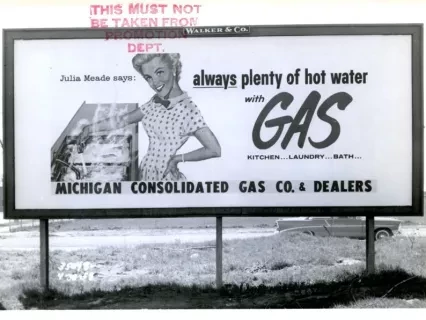 THIS MUST NOT
BE TAKEN FROM
PROMOTION
DEPT.
WALKER & CO.
Julia Meade says:
always plenty of hot water
with
GAS
KITCHEN...LAUNDRY...BATH...
MICHIGAN CONSOLIDATED GAS CO. & DEALERS